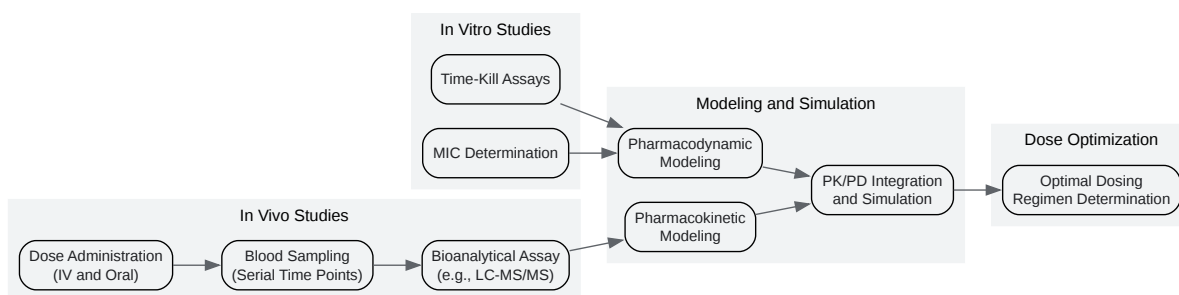 In Vitro Studies
Time-Kill Assays
MIC Determination
Modeling and Simulation
Pharmacodynamic
Modeling
Pharmacokinetic
Modeling
PK/PD Integration
and Simulation
Dose Optimization
Optimal Dosing
Regimen Determination
In Vivo Studies
Dose Administration
(IV and Oral)
Blood Sampling
(Serial Time Points)
Bioanalytical Assay
(e.g., LC-MS/MS)